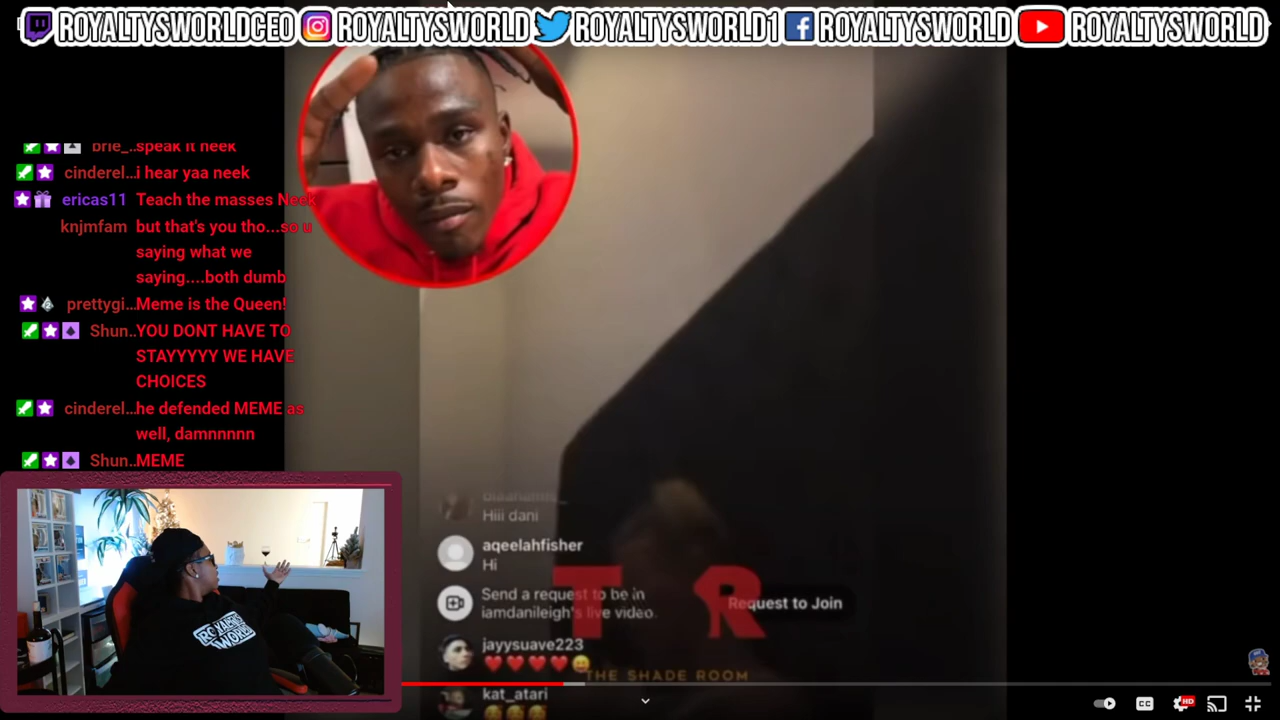 ROYALTYSWORLDCEO ROYALTYSWORLD ROYALTYSWORLD1 ROYALTYSWORLD ROYALTYSWORLD
brie_.. speak it neek
cinderel... i hear yaa neek
ericas11 Teach the masses Neek
knjmfam but that's you tho...so u
saying what we
saying....both dumb
prettygi... Meme is the Queen!
Shun.. YOU DONT HAVE TO
STAYYYYY WE HAVE
CHOICES
cinderel... he defended MEME as
well, damnnnnn
Shun.. MEME
Hiii dani
aqeelahfisher
Hi
Send a request to be in
iamdanileigh's live video.
Request to Join
T R
jayysuave223
THE SHADE ROOM
kat_atari
ROYALTYS
WORLD
CC
HD